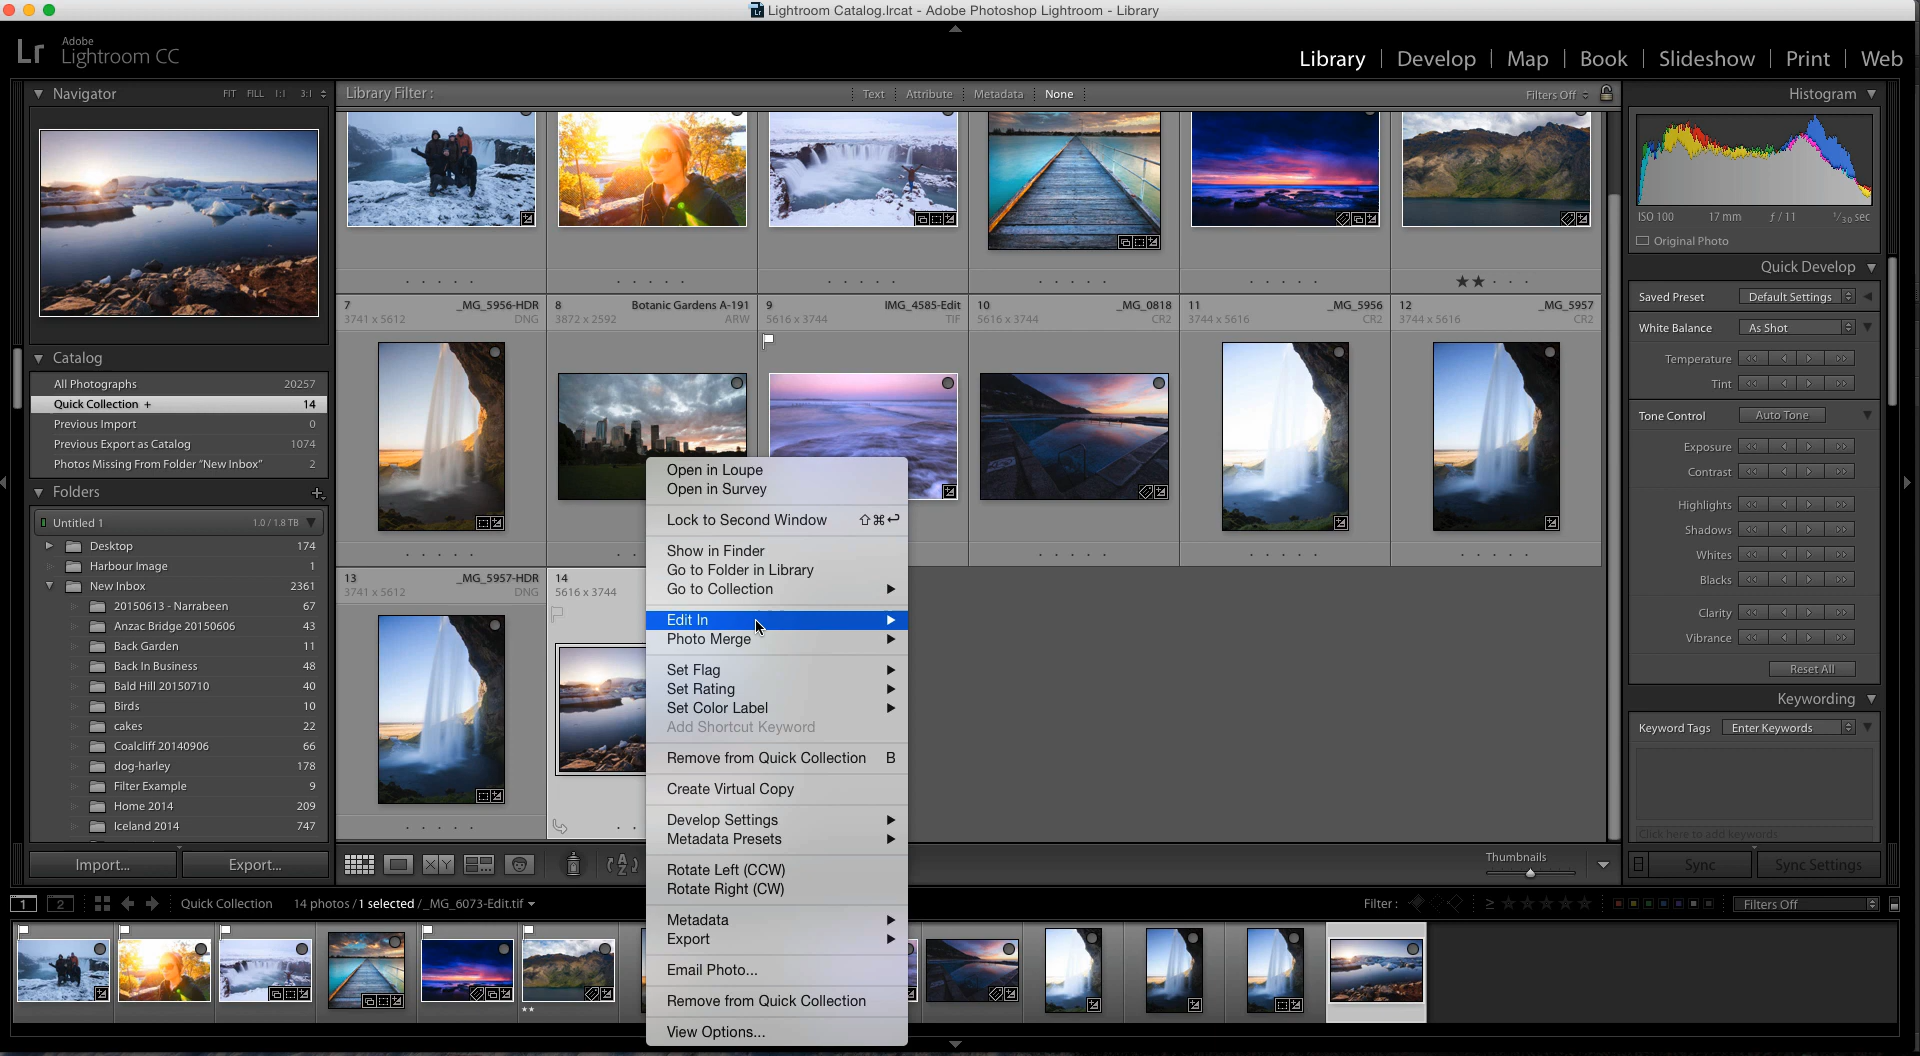 Lightroom Catalog.lrcat - Adobe Photoshop Lightroom - Library
Lr Adobe Lightroom CC
Library | Develop | Map | Book | Slideshow | Print | Web
Navigator FIT FILL 1:1 3:1
Library Filter : Text Attribute Metadata None Filters Off
Histogram
ISO 100 17 mm ƒ / 11 1/30 sec
Original Photo
Quick Develop
Saved Preset Default Settings
White Balance As Shot
Temperature
Tint
Tone Control Auto Tone
Exposure
Contrast
Highlights
Shadows
Whites
Blacks
Clarity
Vibrance
Reset All
Keywording
Keyword Tags Enter Keywords
Click here to add keywords
Sync Sync Settings
Catalog
All Photographs 20257
Quick Collection + 14
Previous Import 0
Previous Export as Catalog 1074
Photos Missing From Folder "New Inbox" 2
Folders
Untitled 1 1.0 / 1.8 TB
Desktop 174
Harbour Image 1
New Inbox 2361
20150613 - Narrabeen 67
Anzac Bridge 20150606 43
Back Garden 11
Back In Business 48
Bald Hill 20150710 40
Birds 10
cakes 22
Coalcliff 20140906 66
dog-harley 178
Filter Example 9
Home 2014 209
Iceland 2014 747
Import... Export...
7 _MG_5956-HDR
3741 x 5612 DNG
8 Botanic Gardens A-191
3872 x 2592 ARW
9 IMG_4585-Edit
5616 x 3744 TIF
10 _MG_0818
5616 x 3744 CR2
11 _MG_5956
3744 x 5616 CR2
12 _MG_5957
3744 x 5616 CR2
13 _MG_5957-HDR
3741 x 5612 DNG
14
5616 x 3744
Open in Loupe
Open in Survey
Lock to Second Window ⇧⌘↩
Show in Finder
Go to Folder in Library
Go to Collection
Edit In
Photo Merge
Set Flag
Set Rating
Set Color Label
Add Shortcut Keyword
Remove from Quick Collection B
Create Virtual Copy
Develop Settings
Metadata Presets
Rotate Left (CCW)
Rotate Right (CW)
Metadata
Export
Email Photo...
Remove from Quick Collection
View Options...
X Y
A Z
Thumbnails
1 2 Quick Collection 14 photos / 1 selected / _MG_6073-Edit.tif
Filter : ≥ Filters Off